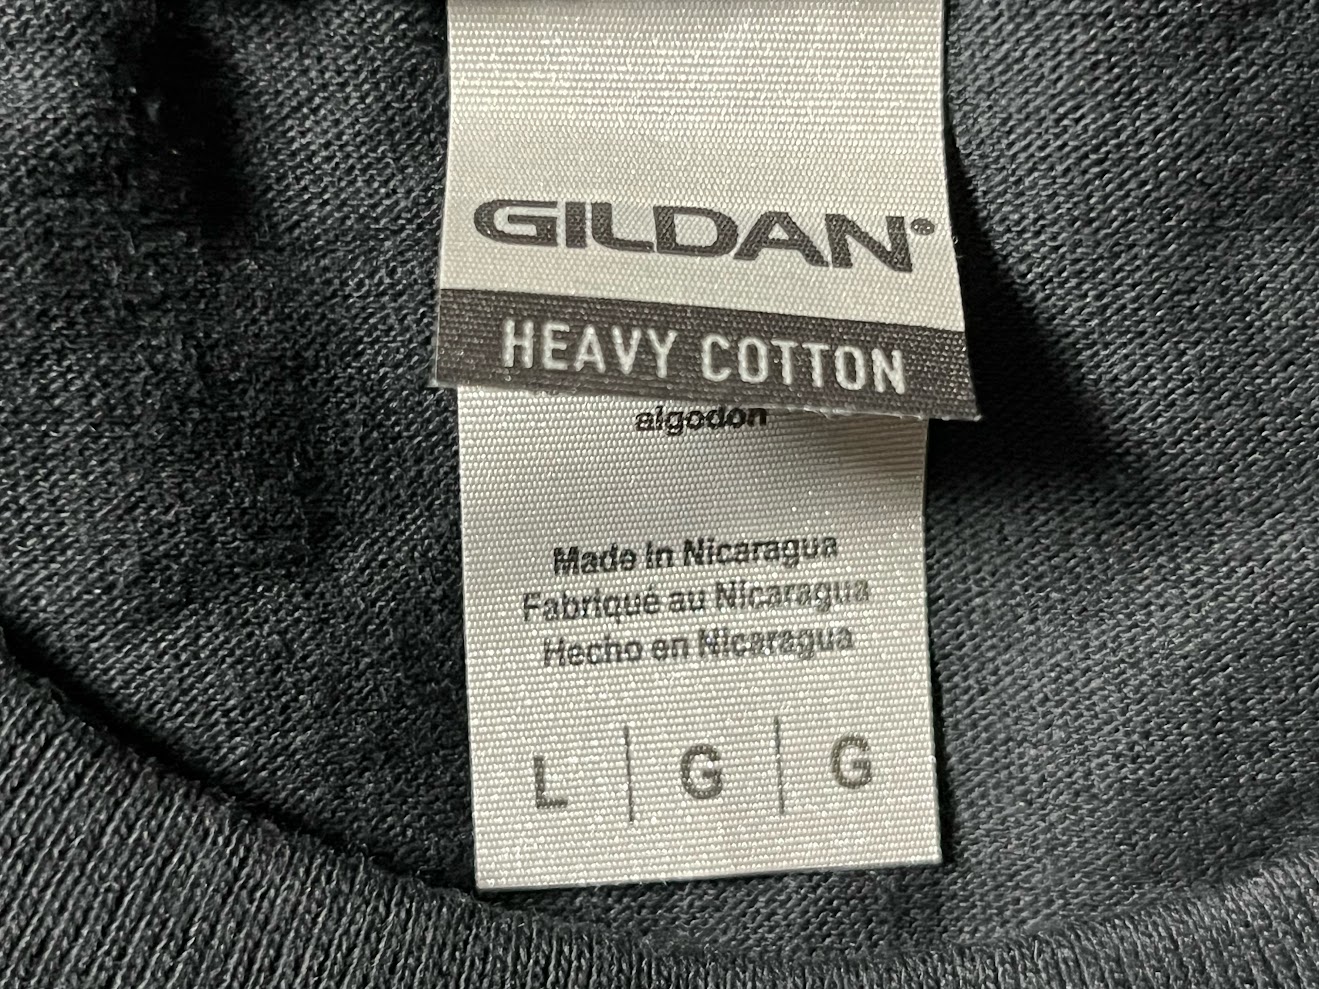 GILDAN®
HEAVY COTTON
algodon
Made in Nicaragua
Fabriqué au Nicaragua
Hecho en Nicaragua
L | G | G